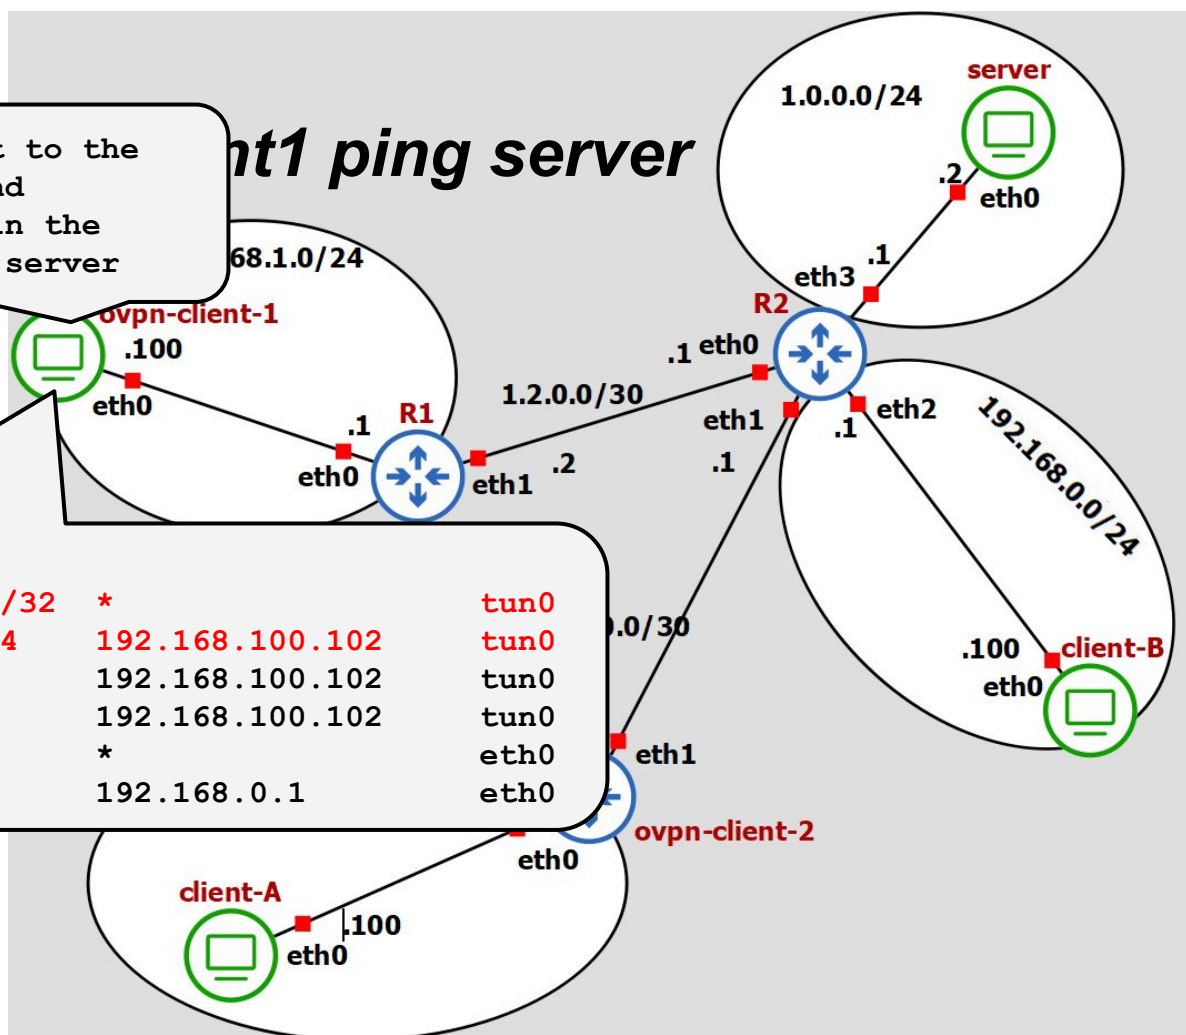 server
1.0.0.0/24
t to the
in the
server
ping server
.2
eth0
.1
eth3
R2
68.1.0/24
ovpn-client-1
.100
eth0
.1 eth0
1.2.0.0/30
eth1
.1
eth2
.1
192.168.0.0/24
R1
.1
eth0
eth1
.2
/32 * tun0
4 192.168.100.102 tun0
192.168.100.102 tun0
192.168.100.102 tun0
* eth0
192.168.0.1 eth0
.0/30
.100
client-B
eth0
eth1
ovpn-client-2
eth0
client-A
.100
eth0